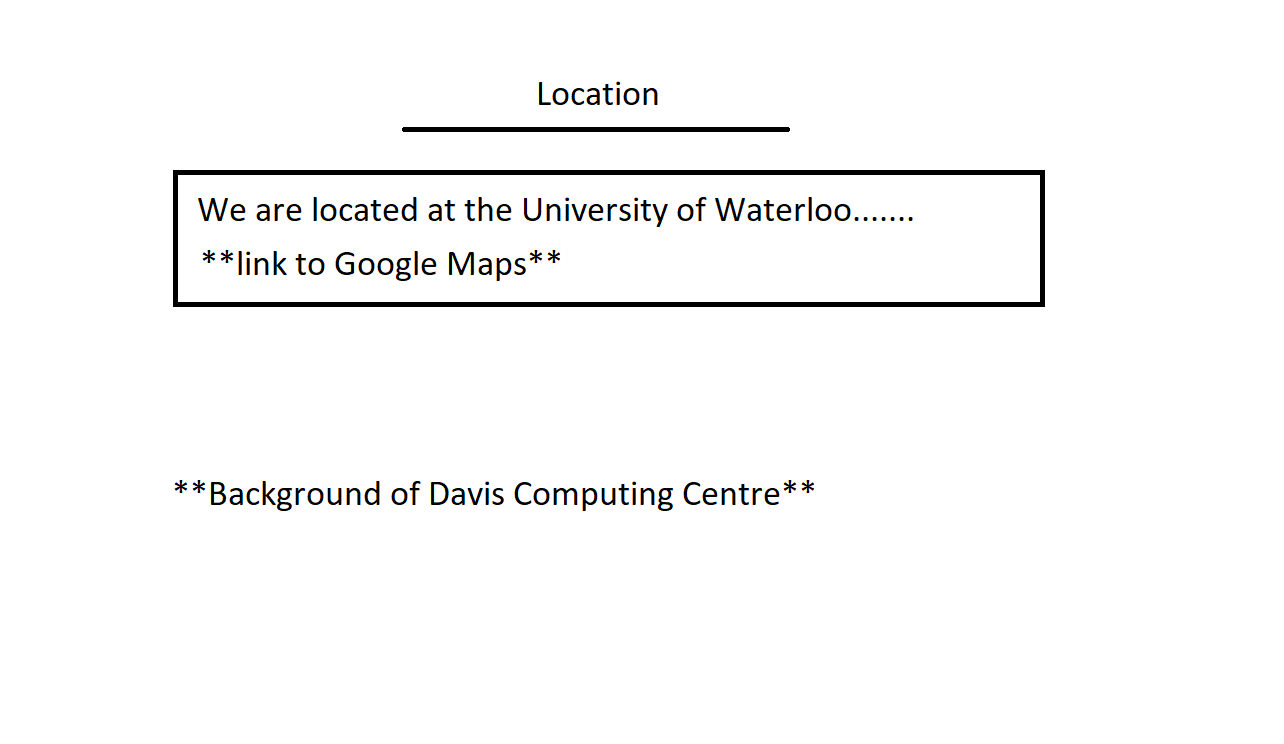 Location
We are located at the University of Waterloo.......
**link to Google Maps**
**Background of Davis Computing Centre**